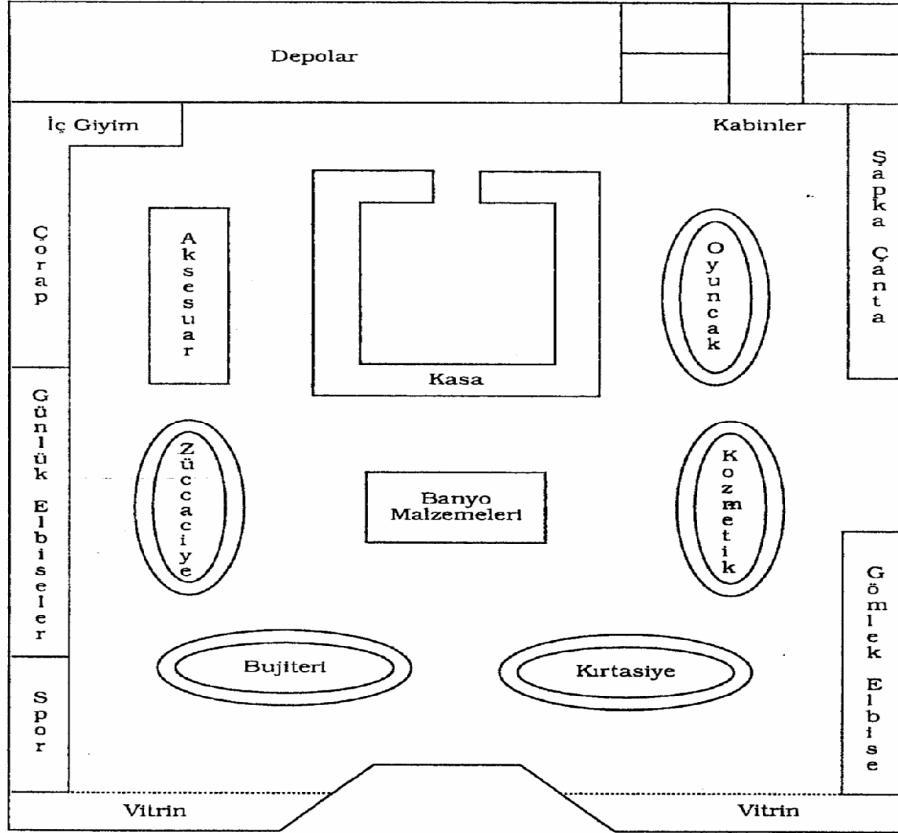 Depolar
İç Giyim
Kabinler
Şapka Çanta
Çorap
Aksesuar
Oyuncak
Kasa
Günlük Elbiseler
Züccaciye
Banyo
Malzemeleri
Kozmetik
Gömlek Elbise
Bujiteri
Kırtasiye
Spor
Vitrin
Vitrin